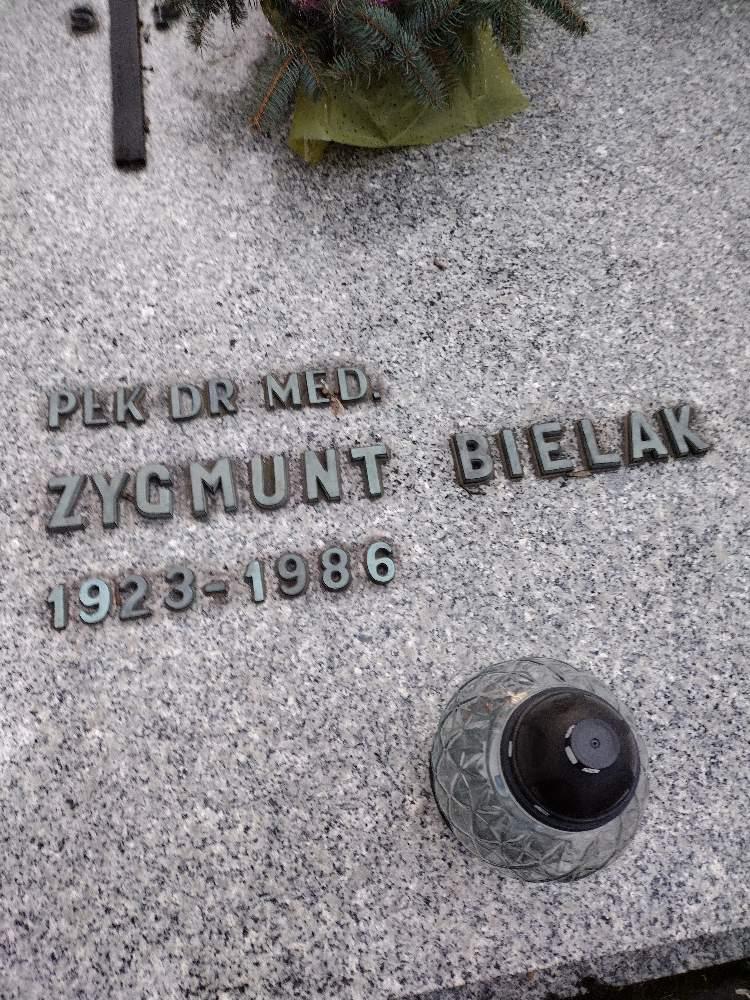 PŁK DR MED.
ZYGMUNT BIELAK
1923-1986